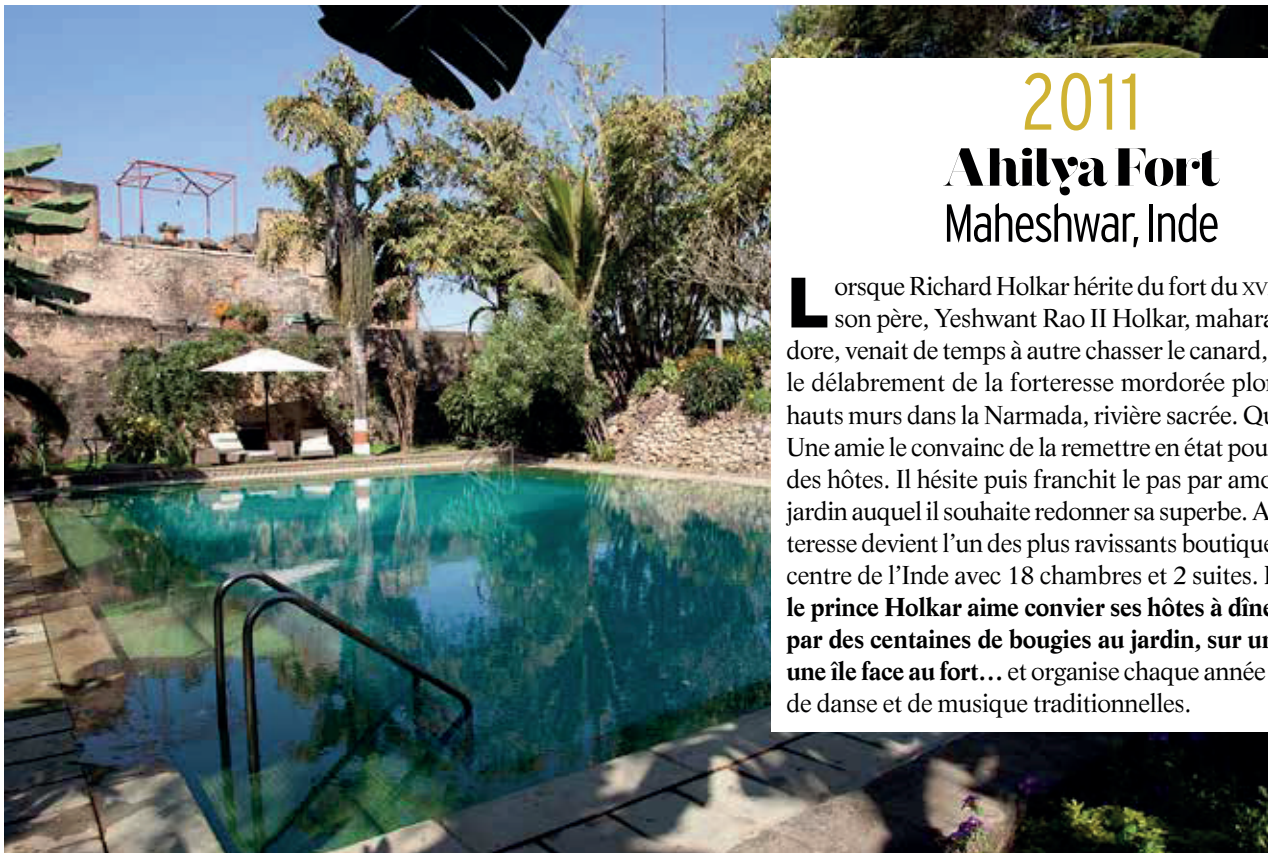 2011
Ahilya Fort
Maheshwar, Inde
Lorsque Richard Holkar hérite du fort du
son père, Yeshwant Rao II Holkar,
dore, venait de temps à autre chasser le canard,
le délabrement de la forteresse mordorée
hauts murs dans la Narmada, rivière sacrée.
Une amie le convainc de la remettre en état
des hôtes. Il hésite puis franchit le pas par
jardin auquel il souhaite redonner sa superbe.
teresse devient l'un des plus ravissants
centre de l'Inde avec 18 chambres et 2 suites.
le prince Holkar aime convier ses hôtes à
par des centaines de bougies au jardin, sur
une île face au fort... et organise chaque année
de danse et de musique traditionnelles.